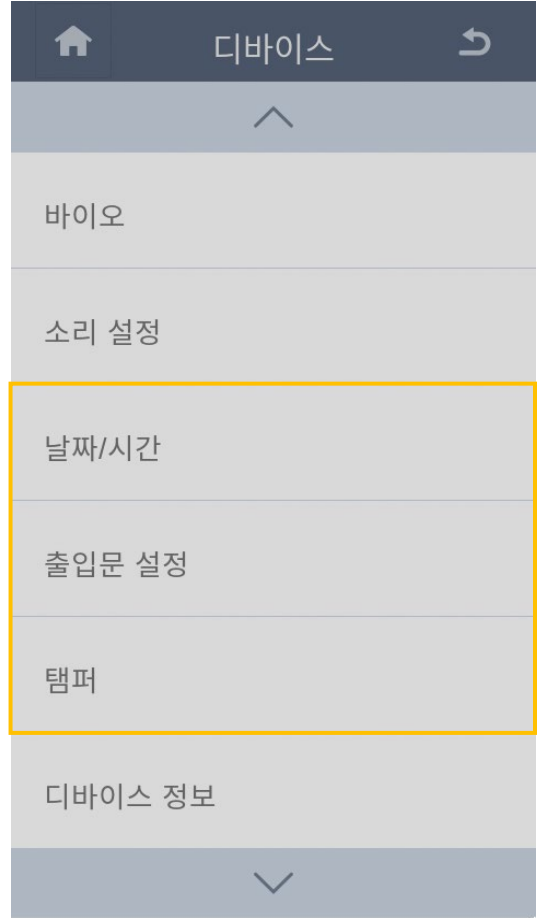 디바이스
바이오
소리 설정
날짜/시간
출입문 설정
탬퍼
디바이스 정보